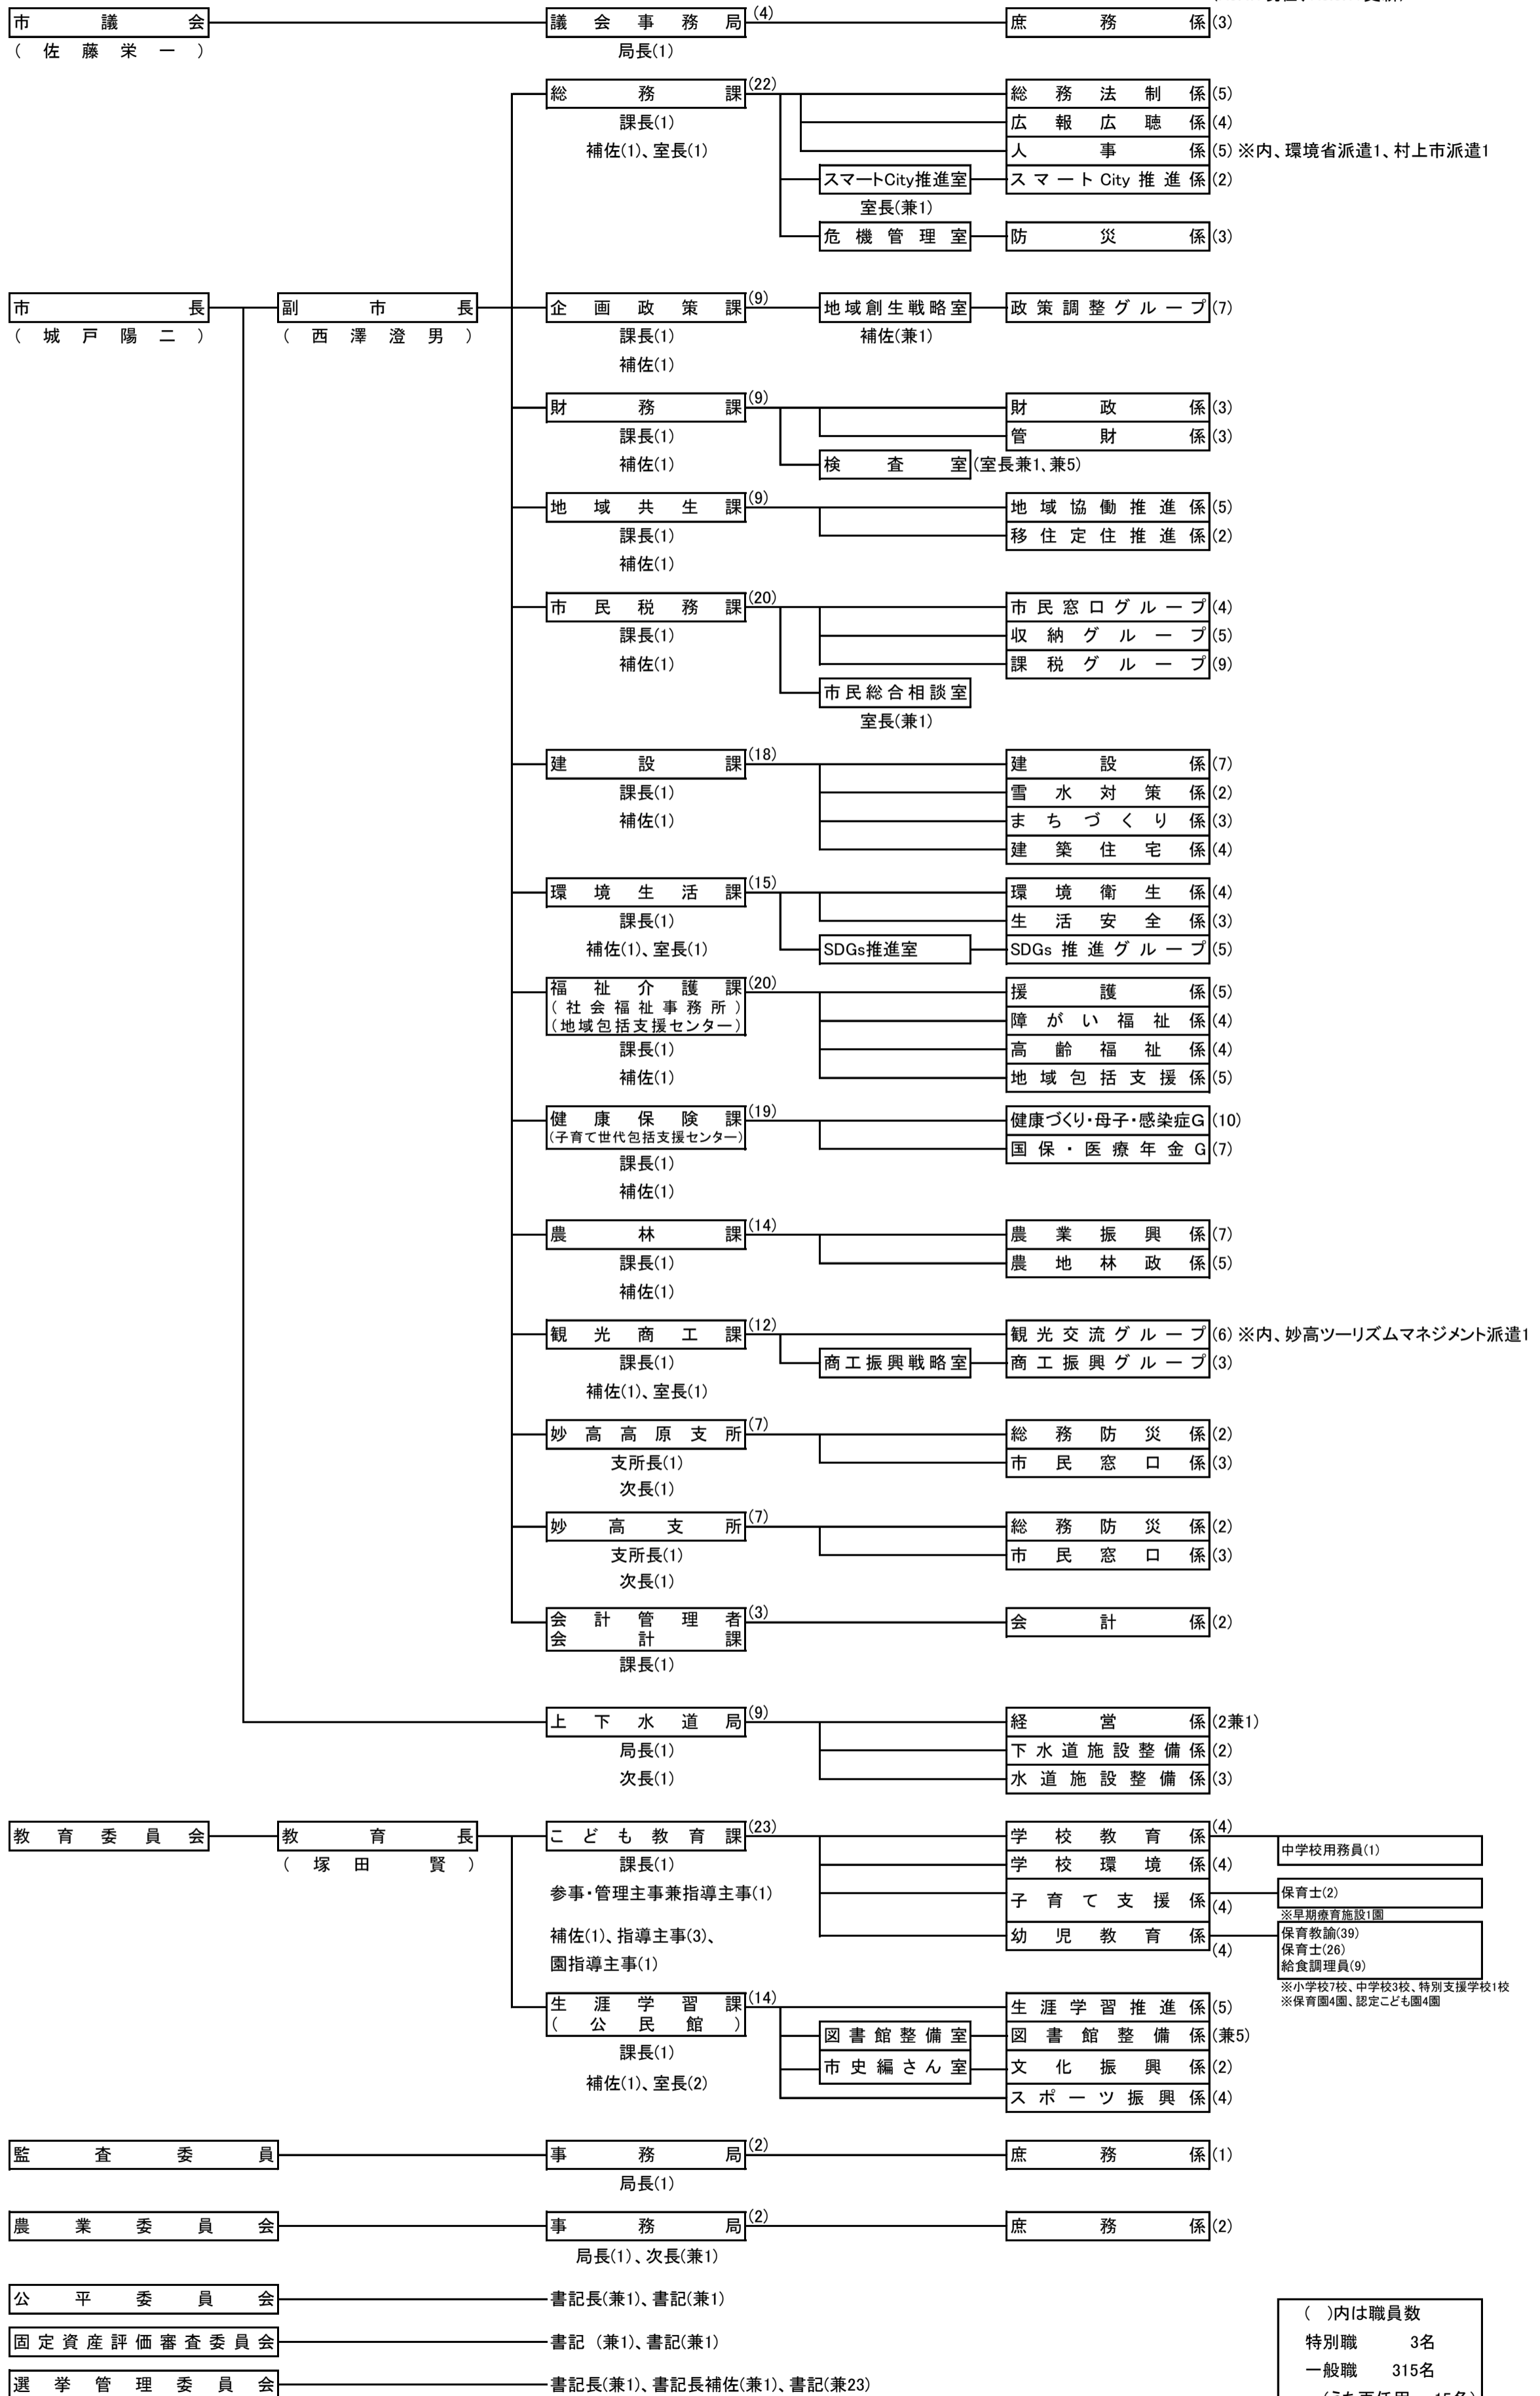 市議会 議会事務局 (4) 庶務係 (3)
(佐藤栄一) 局長(1)
総務課 (22) 総務法制係 (5)
課長(1) 広報広聴係 (4)
補佐(1)、室長(1) 人事係 (5) ※内、環境省派遣1、村上市派遣1
スマートCity推進室 スマートCity推進係 (2)
室長(兼1)
危機管理室 防災係 (3)
市長 副市長 企画政策課 (9) 地域創生戦略室 政策調整グループ (7)
(城戸陽二) (西澤澄男) 課長(1) 補佐(兼1)
補佐(1)
財務課 (9) 財政係 (3)
課長(1) 管財係 (3)
補佐(1) 検査室 (室長兼1、兼5)
地域共生課 (9) 地域協働推進係 (5)
課長(1) 移住定住推進係 (2)
補佐(1)
市民税務課 (20) 市民窓口グループ (4)
課長(1) 収納グループ (5)
補佐(1) 課税グループ (9)
市民総合相談室
室長(兼1)
建設課 (18) 建設係 (7)
課長(1) 雪水対策係 (2)
補佐(1) まちづくり係 (3)
建築住宅係 (4)
環境生活課 (15) 環境衛生係 (4)
課長(1) 生活安全係 (3)
補佐(1)、室長(1) SDGs推進室 SDGs推進グループ (5)
福祉介護課 (20) 援護係 (5)
(社会福祉事務所)
(地域包括支援センター) 障がい福祉係 (4)
課長(1) 高齢福祉係 (4)
補佐(1) 地域包括支援係 (5)
健康保険課 (19) 健康づくり・母子・感染症G (10)
(子育て世代包括支援センター) 国保・医療年金G (7)
課長(1)
補佐(1)
農林課 (14) 農業振興係 (7)
課長(1) 農地林政係 (5)
補佐(1)
観光商工課 (12) 観光交流グループ (6) ※内、妙高ツーリズムマネジメント派遣1
課長(1) 商工振興戦略室 商工振興グループ (3)
補佐(1)、室長(1)
妙高高原支所 (7) 総務防災係 (2)
支所長(1) 市民窓口係 (3)
次長(1)
妙高支所 (7) 総務防災係 (2)
支所長(1) 市民窓口係 (3)
次長(1)
会計管理者 (3) 会計係 (2)
会計課
課長(1)
上下水道局 (9) 経営係 (2兼1)
局長(1) 下水道施設整備係 (2)
次長(1) 水道施設整備係 (3)
教育委員会 教育長 こども教育課 (23) 学校教育係 (4) 中学校用務員(1)
(塚田 賢) 課長(1) 学校環境係 (4)
参事・管理主事兼指導主事(1) 子育て支援係 (4) 保育士(2)
※早期療育施設1園
補佐(1)、指導主事(3)、 幼児教育係 (4) 保育教諭(39)
園指導主事(1) 保育士(26)
給食調理員(9)
※小学校7校、中学校3校、特別支援学校1校
※保育園4園、認定こども園4園
生涯学習課 (14) 生涯学習推進係 (5)
(公民館) 図書館整備室 図書館整備係 (兼5)
課長(1) 市史編さん室 文化振興係 (2)
補佐(1)、室長(2) スポーツ振興係 (4)
監査委員 事務局 (2) 庶務係 (1)
局長(1)
農業委員会 事務局 (2) 庶務係 (2)
局長(1)、次長(兼1)
公平委員会 書記長(兼1)、書記(兼1)
固定資産評価審査委員会 書記 (兼1)、書記(兼1)
選挙管理委員会 書記長(兼1)、書記長補佐(兼1)、書記(兼23)
( )内は職員数
特別職 3名
一般職 315名